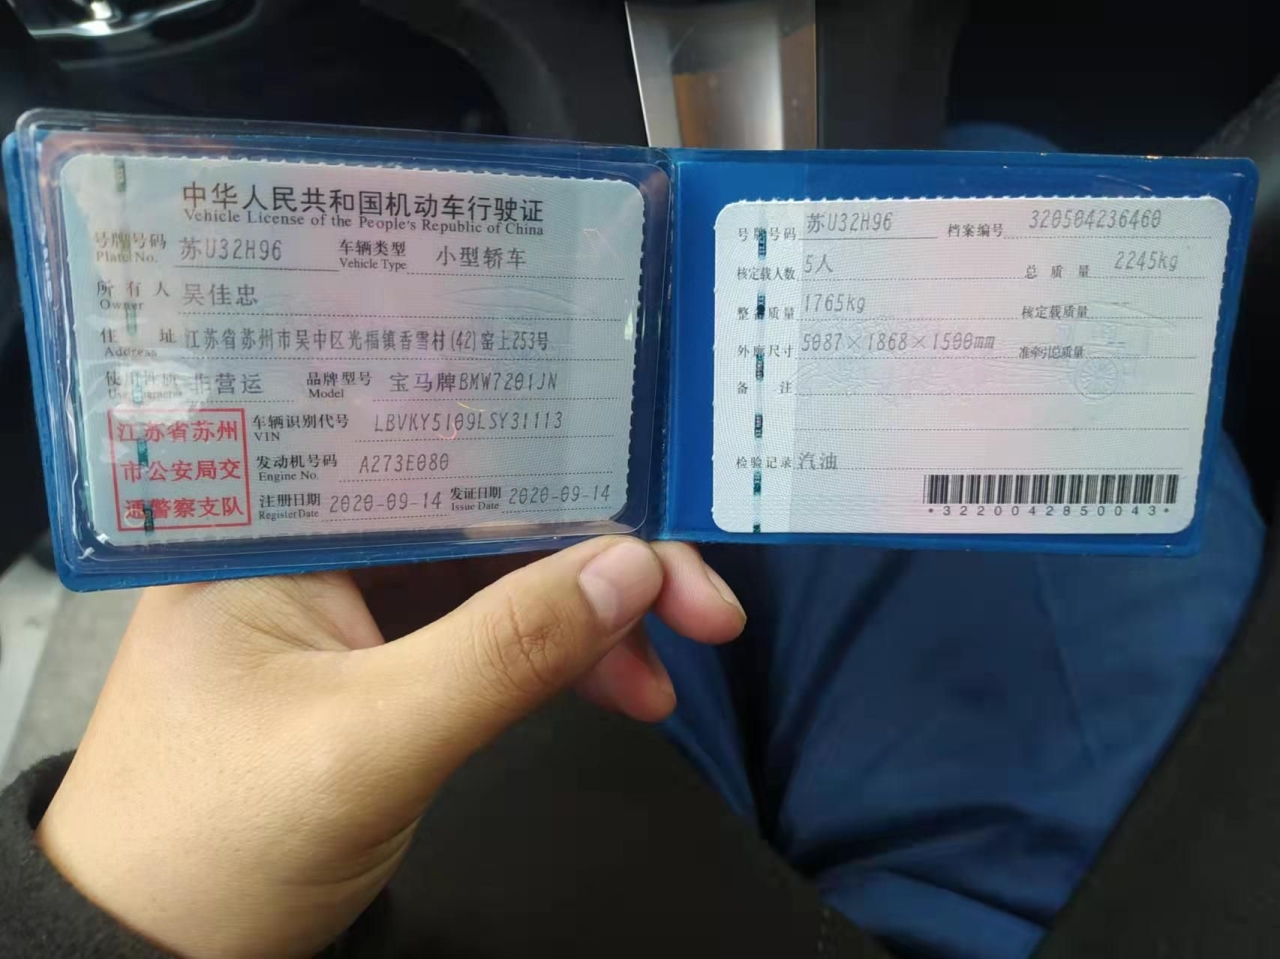 中华人民共和国机动车行驶证
Vehicle License of the People's Republic of China
号牌号码 苏U32H96 车辆类型 小型轿车
Plate No. Vehicle Type
所有人 吴佳忠
Owner
住址 江苏省苏州市吴中区光福镇香雪村(42)窑上253号
Address
使用性质 非营运 品牌型号 宝马牌BMW7201JN
Use Character Model
江苏省苏州
市公安局交
通警察支队
车辆识别代号 LBVKY5109LSY31113
VIN
发动机号码 A273E080
Engine No.
注册日期 2020-09-14 发证日期 2020-09-14
Register Date Issue Date
号牌号码 苏U32H96 档案编号 320504236460
核定载人数 5人 总质量 2245kg
整备质量 1765kg 核定载质量
外廓尺寸 5087×1868×1500mm 准牵引总质量
备注
检验记录 汽油
*3220042850043*